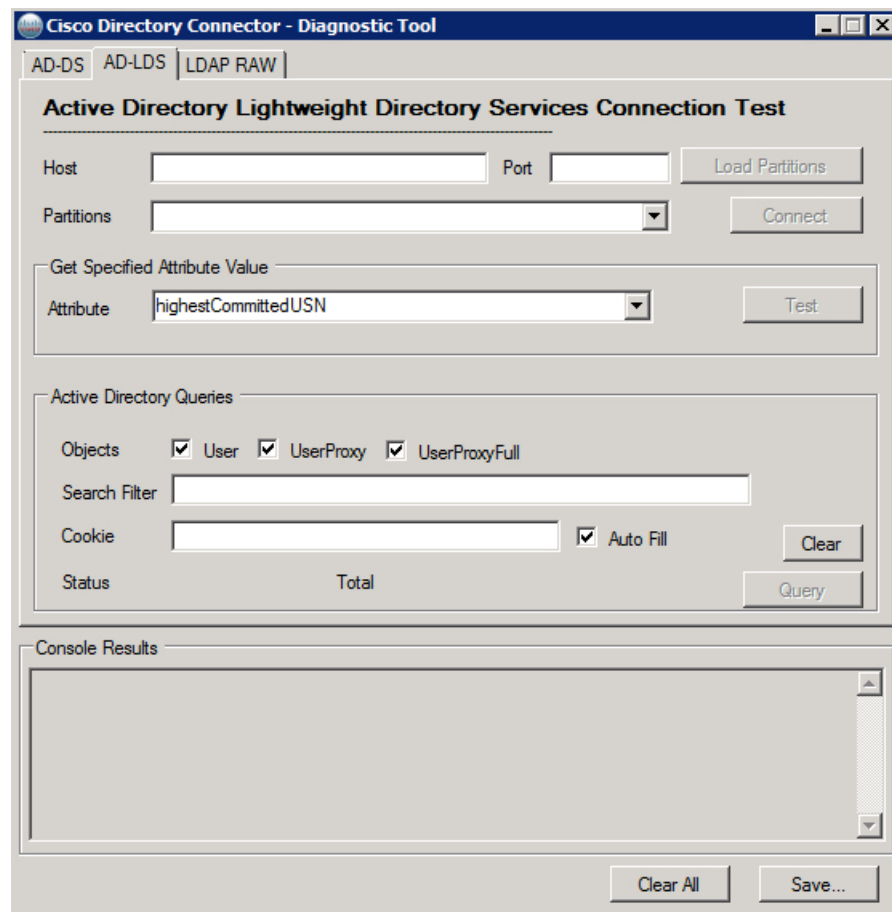 Cisco Directory Connector - Diagnostic Tool
AD-DS AD-LDS LDAP RAW
Active Directory Lightweight Directory Services Connection Test
Host Port Load Partitions
Partitions Connect
Get Specified Attribute Value
Attribute highestCommittedUSN Test
Active Directory Queries
Objects User UserProxy UserProxyFull
Search Filter
Cookie Auto Fill Clear
Status Total Query
Console Results
Clear All Save...